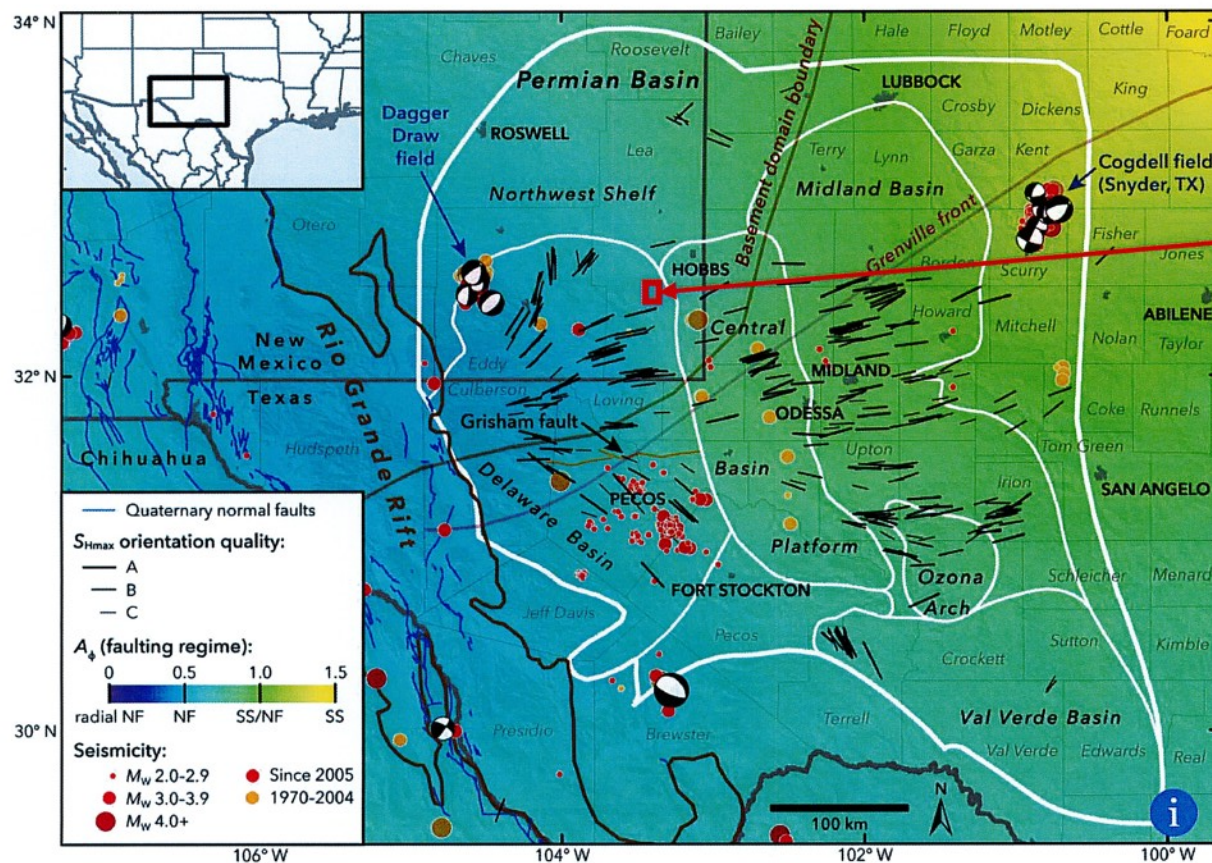 34° N
32° N
30° N
106° W
104° W
102° W
100° W
Chaves
Roosevelt
Bailey
Hale
Floyd
Motley
Cottle
Foard
Permian Basin
LUBBOCK
King
Dagger
Draw
field
ROSWELL
Basement domain boundary
Crosby
Dickens
Lea
Terry
Lynn
Garza
Kent
Cogdell field
(Snyder, TX)
Northwest Shelf
Midland Basin
Otero
Grenville front
Fisher
HOBBS
Borden
Scurry
Jones
Howard
Mitchell
ABILENE
Central
Nolan
Taylor
New
Mexico
Eddy
Texas
Culberson
Loving
MIDLAND
Rio Grande Rift
ODESSA
Coke
Runnels
Grisham fault
Hudspeth
Upton
Tom Green
Chihuahua
Basin
Irion
Delaware Basin
PECOS
SAN ANGELO
Platform
Ozona
Arch
Schleicher
Menard
FORT STOCKTON
Jeff Davis
Pecos
Crockett
Sutton
Kimble
Presidio
Brewster
Terrell
Val Verde Basin
Val Verde
Edwards
Real
Quaternary normal faults
SHmax orientation quality:
A
B
C
Aϕ (faulting regime):
0 0.5 1.0 1.5
radial NF NF SS/NF SS
Seismicity:
Mw 2.0-2.9 Since 2005
Mw 3.0-3.9 1970-2004
Mw 4.0+
N
100 km
i